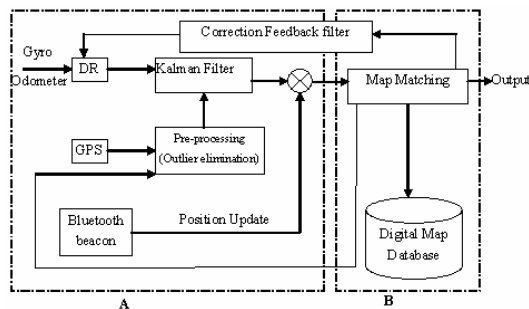 Correction Feedback filter
Gyro
Odometer
DR
Kalman Filter
Map Matching
Output
GPS
Pre-processing
(Outlier elimination)
Bluetooth
beacon
Position Update
Digital Map
Database
A
B